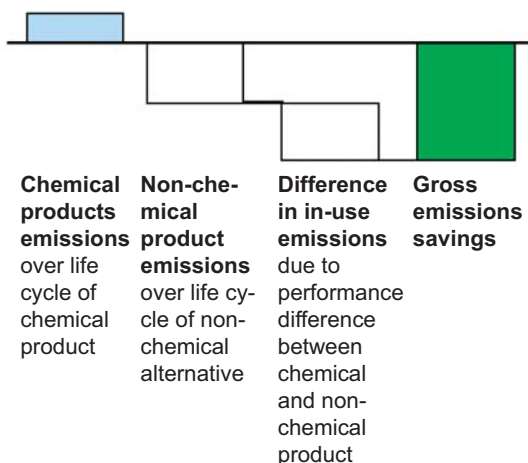 Chemical
products
emissions
over life
cycle of
chemical
product
Non-che-
mical
product
emissions
over life cy-
cle of non-
chemical
alternative
Difference
in in-use
emissions
due to
performance
difference
between
chemical
and non-
chemical
product
Gross
emissions
savings